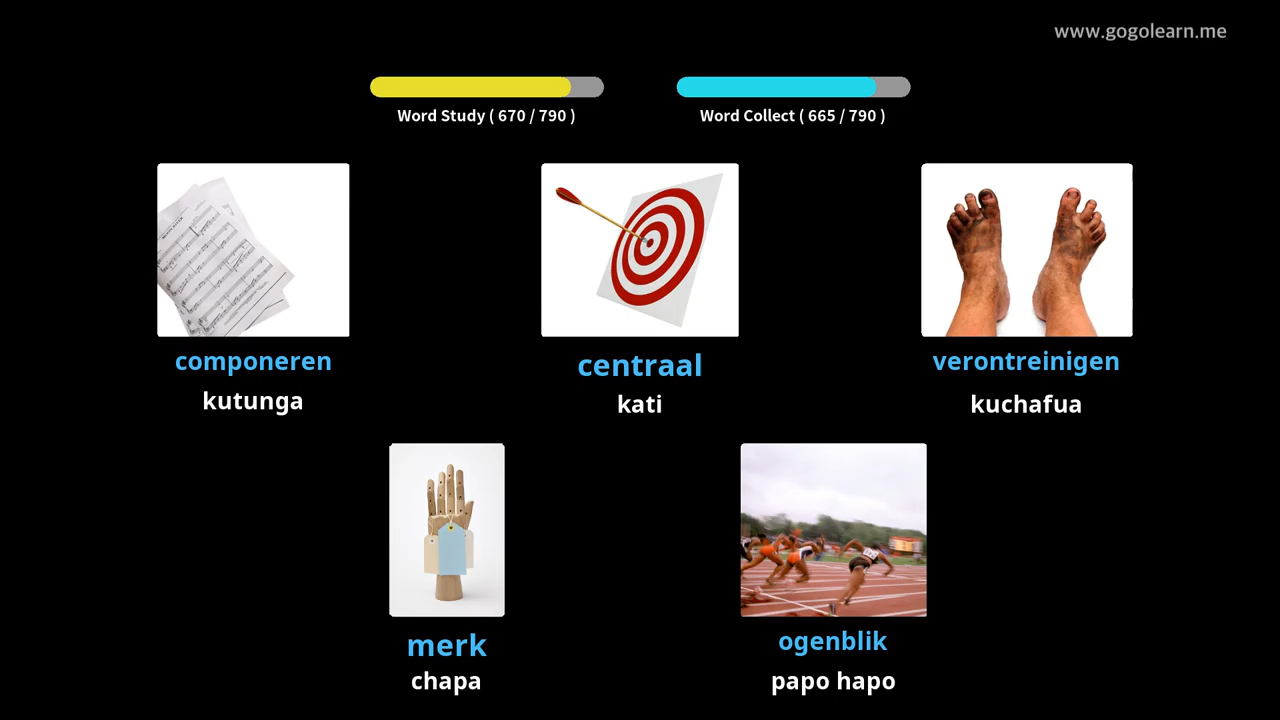 www.gogolearn.me
Word Study ( 670 / 790 )
Word Collect ( 665 / 790 )
componeren
kutunga
centraal
kati
verontreinigen
kuchafua
merk
chapa
ogenblik
papo hapo